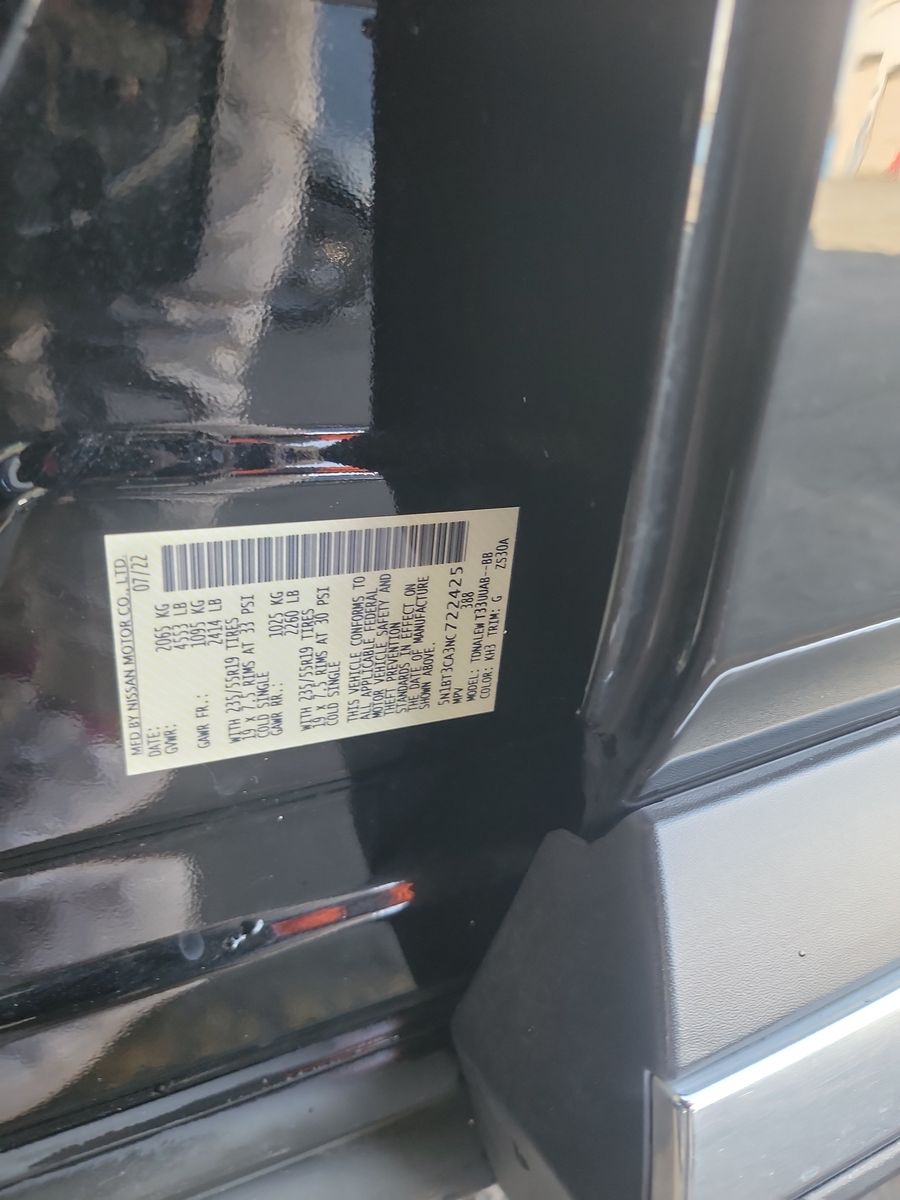 MFD BY NISSAN MOTOR CO., LTD.
DATE: 07/22
GVWR: 2065 KG
4553 LB
GAWR FR.: 1095 KG
2414 LB
WITH 235/55R19 TIRES
19 X 7.5 RIMS AT 33 PSI
COLD SINGLE
GAWR RR.: 1025 KG
2260 LB
WITH 235/55R19 TIRES
19 X 7.5 RIMS AT 30 PSI
COLD SINGLE
THIS VEHICLE CONFORMS TO
ALL APPLICABLE FEDERAL
MOTOR VEHICLE SAFETY AND
THEFT PREVENTION
STANDARDS IN EFFECT ON
THE DATE OF MANUFACTURE
SHOWN ABOVE.
5N1BT3CA3NC722425
MPV 388
TDNALEW T33UUAB--BB
COLOR: KH3 TRIM: G ZS30A